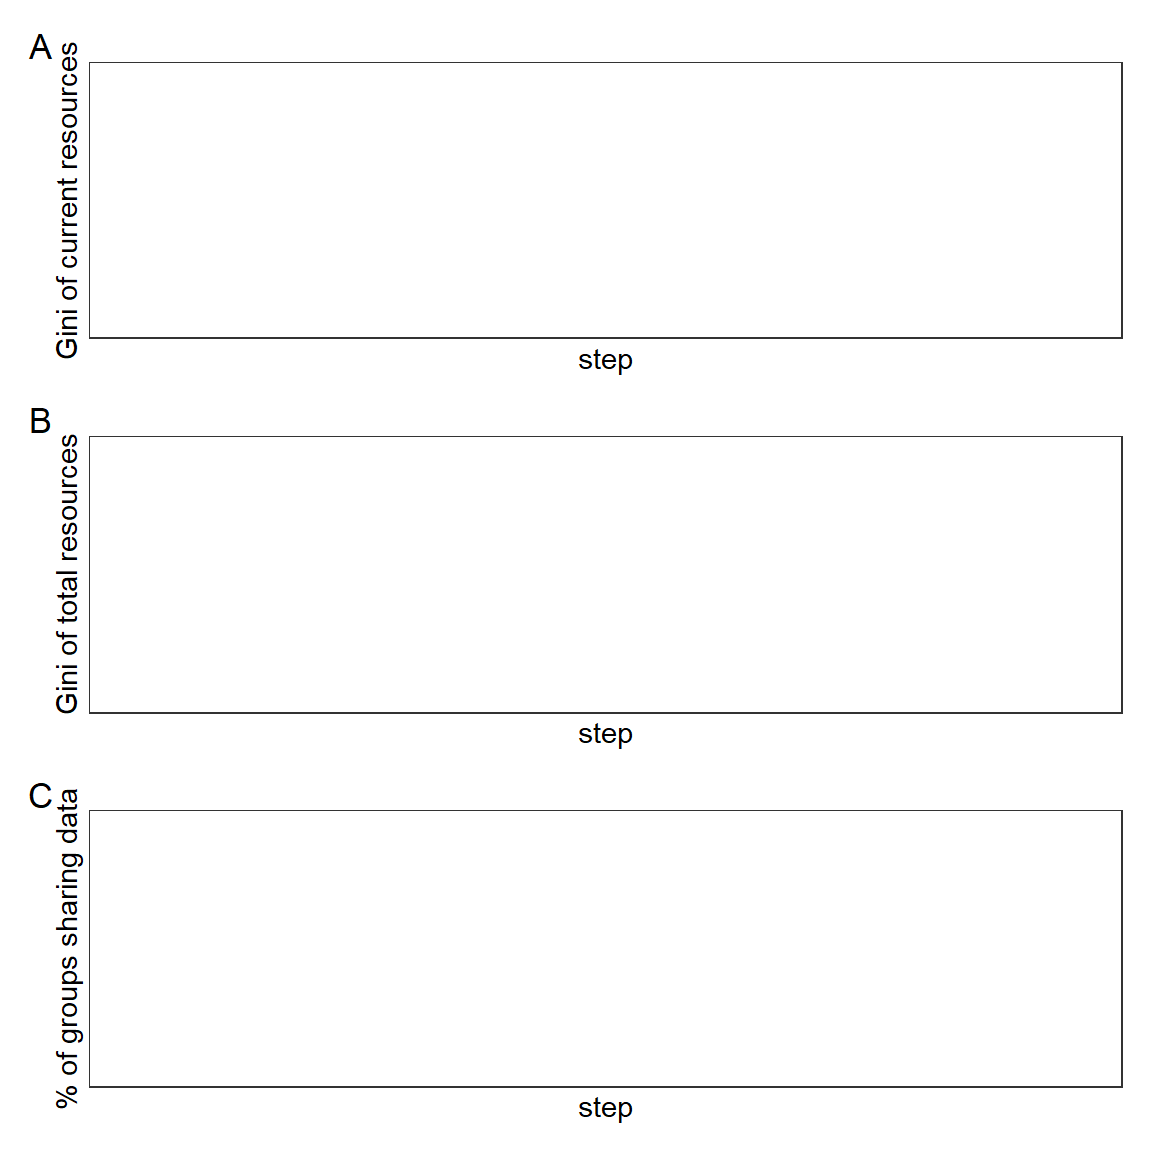 A
Gini of current resources
step
B
Gini of total resources
step
C
% of groups sharing data
step